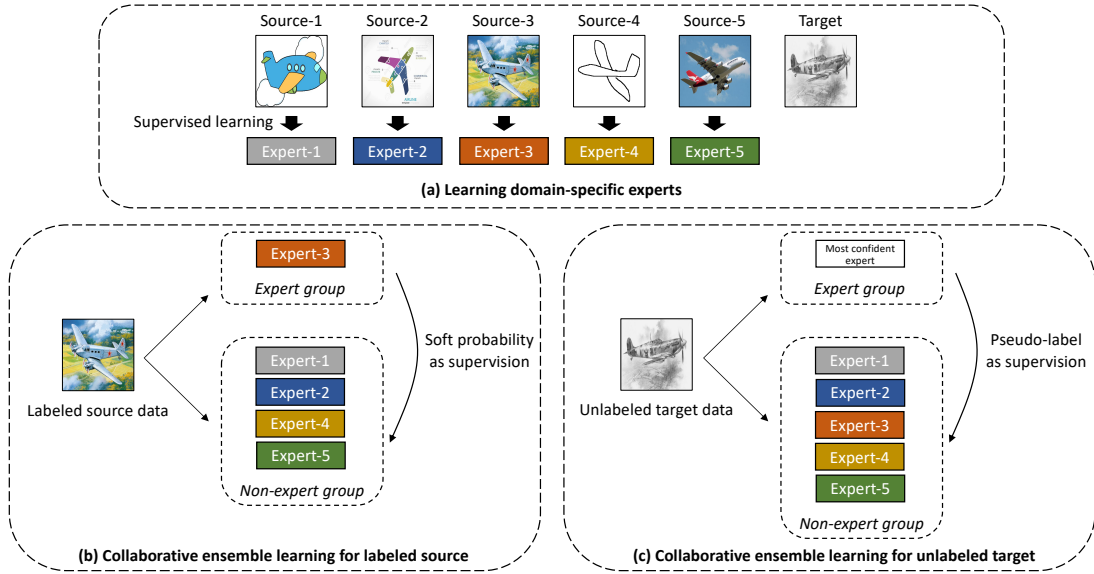 Source-1
Source-2
Source-3
Source-4
Source-5
Target
Supervised learning
Expert-1
Expert-2
Expert-3
Expert-4
Expert-5
(a) Learning domain-specific experts
Expert-3
Expert group
Labeled source data
Soft probability
as supervision
Expert-1
Expert-2
Expert-4
Expert-5
Non-expert group
(b) Collaborative ensemble learning for labeled source
Most confident
expert
Expert group
Unlabeled target data
Pseudo-label
as supervision
Expert-1
Expert-2
Expert-3
Expert-4
Expert-5
Non-expert group
(c) Collaborative ensemble learning for unlabeled target